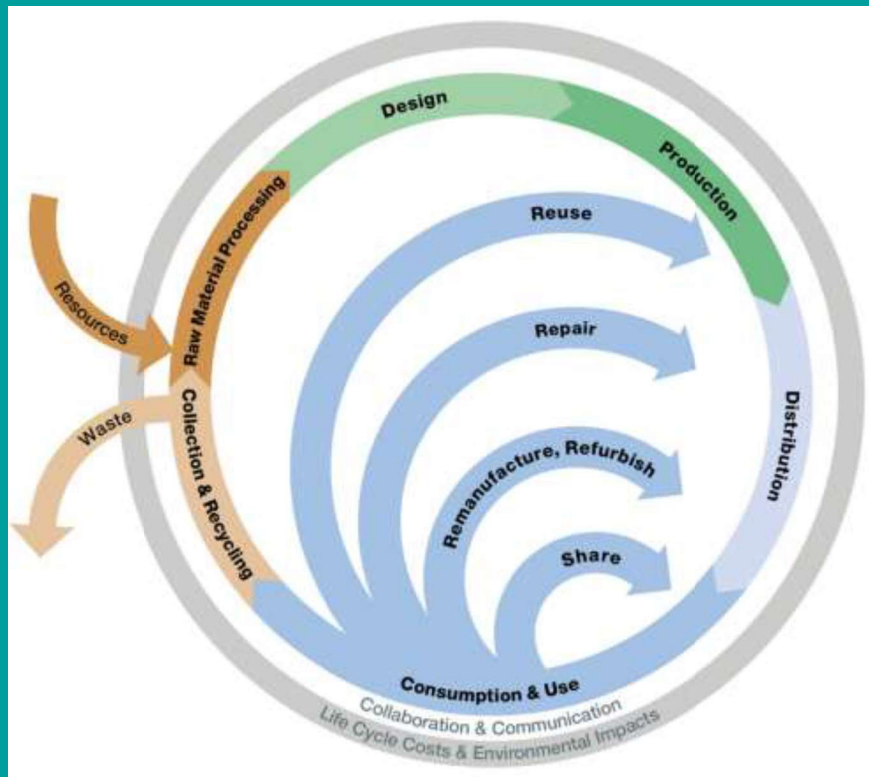 Design
Production
Reuse
Raw Material Processing
Resources
Repair
Waste
Collection & Recycling
Distribution
Remanufacture, Refurbish
Share
Consumption & Use
Collaboration & Communication
Life Cycle Costs & Environmental Impacts